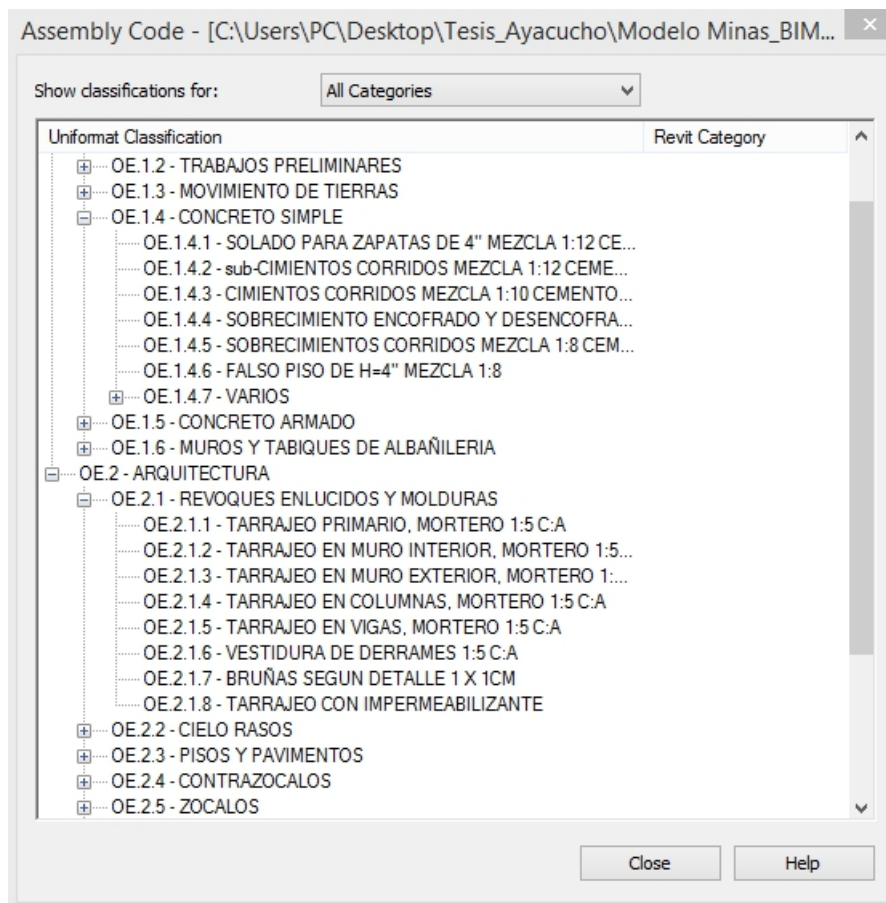 Assembly Code - [C:\Users\PC\Desktop\Tesis_Ayacucho\Modelo Minas_BIM...
Show classifications for: All Categories
Uniformat Classification Revit Category
OE.1.2 - TRABAJOS PRELIMINARES
OE.1.3 - MOVIMIENTO DE TIERRAS
OE.1.4 - CONCRETO SIMPLE
OE.1.4.1 - SOLADO PARA ZAPATAS DE 4" MEZCLA 1:12 CE...
OE.1.4.2 - sub-CIMIENTOS CORRIDOS MEZCLA 1:12 CEME...
OE.1.4.3 - CIMIENTOS CORRIDOS MEZCLA 1:10 CEMENTO...
OE.1.4.4 - SOBRECIMIENTO ENCOFRADO Y DESENCOFRA...
OE.1.4.5 - SOBRECIMIENTOS CORRIDOS MEZCLA 1:8 CEM...
OE.1.4.6 - FALSO PISO DE H=4" MEZCLA 1:8
OE.1.4.7 - VARIOS
OE.1.5 - CONCRETO ARMADO
OE.1.6 - MUROS Y TABIQUES DE ALBAÑILERIA
OE.2 - ARQUITECTURA
OE.2.1 - REVOQUES ENLUCIDOS Y MOLDURAS
OE.2.1.1 - TARRAJEO PRIMARIO, MORTERO 1:5 C:A
OE.2.1.2 - TARRAJEO EN MURO INTERIOR, MORTERO 1:5...
OE.2.1.3 - TARRAJEO EN MURO EXTERIOR, MORTERO 1:...
OE.2.1.4 - TARRAJEO EN COLUMNAS, MORTERO 1:5 C:A
OE.2.1.5 - TARRAJEO EN VIGAS, MORTERO 1:5 C:A
OE.2.1.6 - VESTIDURA DE DERRAMES 1:5 C:A
OE.2.1.7 - BRUÑAS SEGUN DETALLE 1 X 1CM
OE.2.1.8 - TARRAJEO CON IMPERMEABILIZANTE
OE.2.2 - CIELO RASOS
OE.2.3 - PISOS Y PAVIMENTOS
OE.2.4 - CONTRAZOCALOS
OE.2.5 - ZOCALOS
Close Help